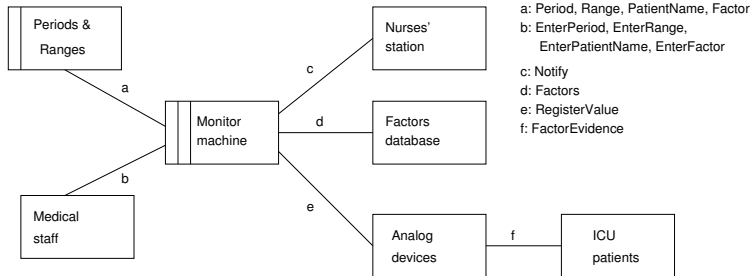 Periods &
Ranges
a
Monitor
machine
b
Medical
staff
c
Nurses'
station
d
Factors
database
e
Analog
devices
f
ICU
patients
a: Period, Range, PatientName, Factor
b: EnterPeriod, EnterRange,
EnterPatientName, EnterFactor
c: Notify
d: Factors
e: RegisterValue
f: FactorEvidence